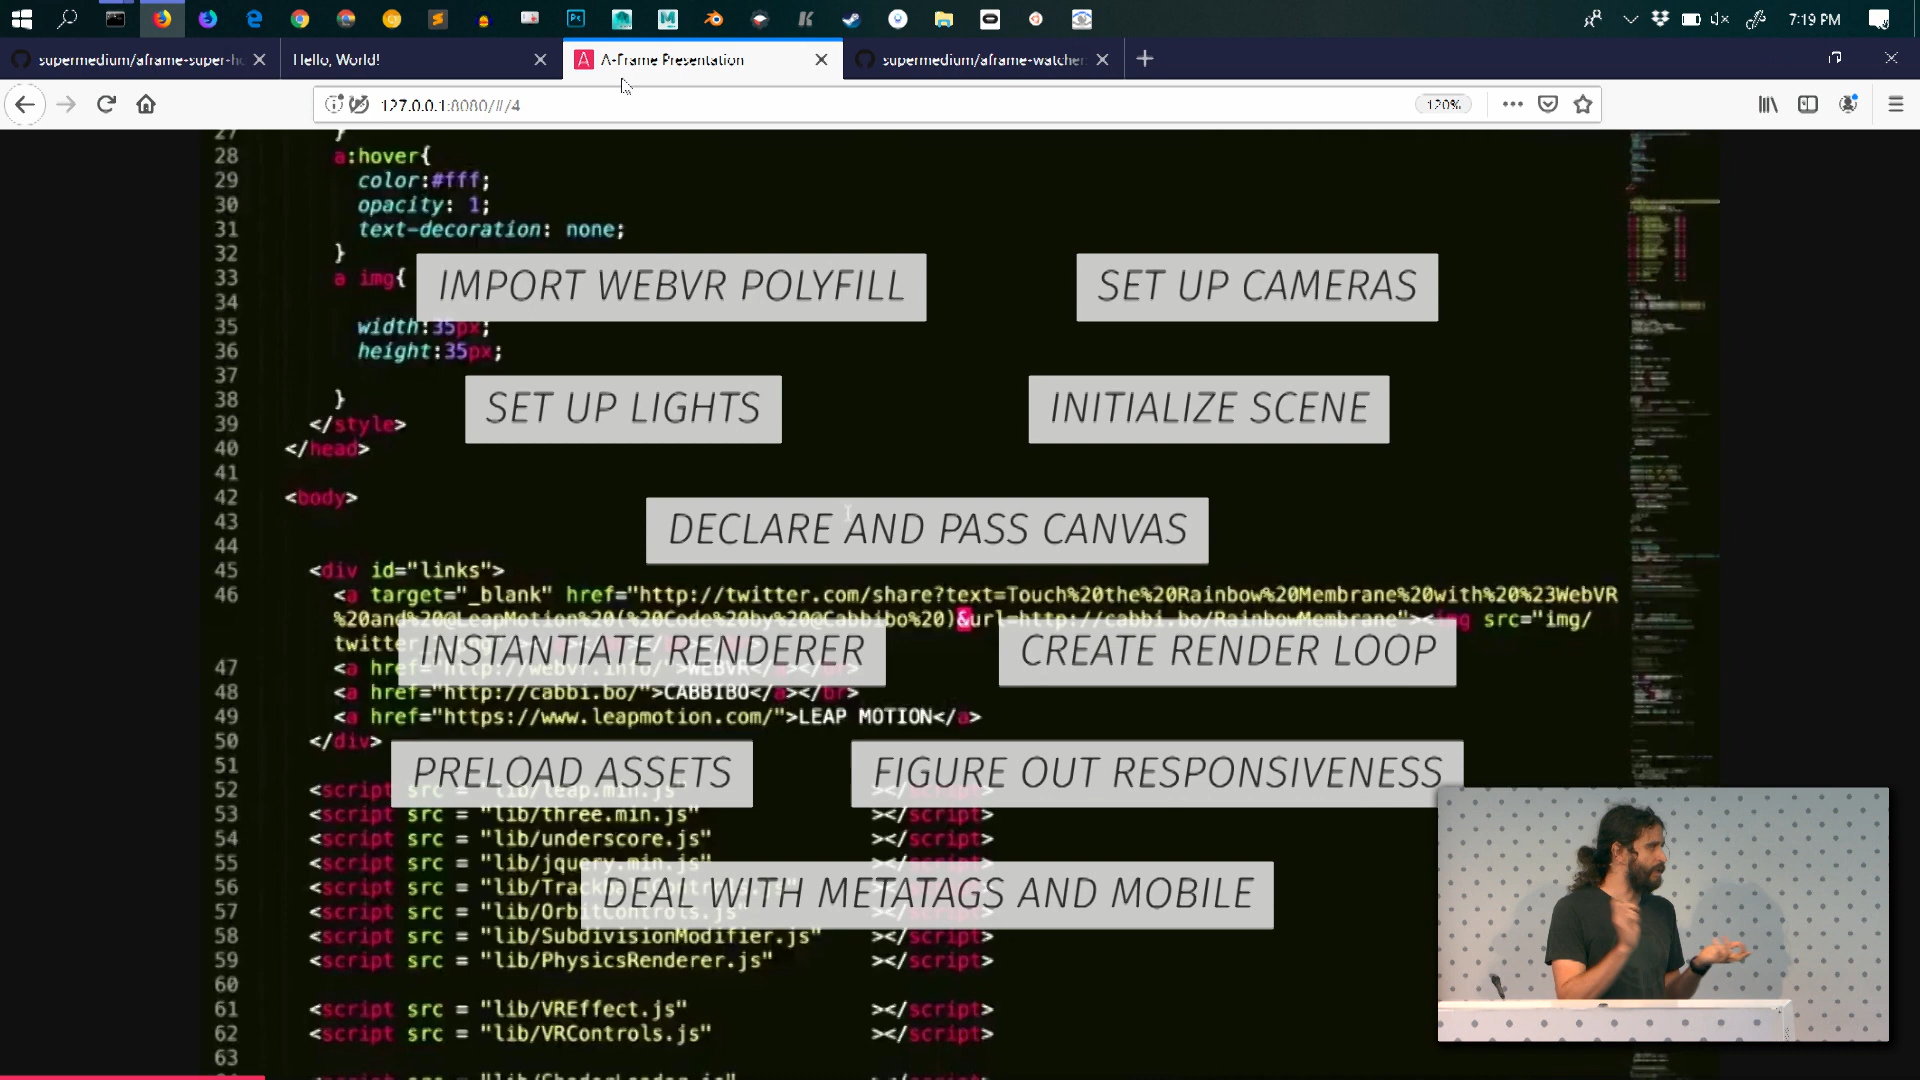 7:19 PM
supermedium/aframe-super-h
Hello, World!
A-Frame Presentation
supermedium/aframe-watcher
127.0.0.1:8080/#/4
120%
27 }
28 a:hover{
29 color:#fff;
30 opacity: 1;
31 text-decoration: none;
32 }
33 a img{
IMPORT WEBVR POLYFILL
SET UP CAMERAS
34
35 width:35px;
36 height:35px;
37
38 }
SET UP LIGHTS
INITIALIZE SCENE
39 </style>
40 </head>
41
42 <body>
43
DECLARE AND PASS CANVAS
44
45 <div id="links">
46 <a target="_blank" href="http://twitter.com/share?text=Touch%20the%20Rainbow%20Membrane%20with%20%23WebVR
%20and%20@LeapMotion%20(%20Code%20by%20@Cabbibo%20)&url=http://cabbi.bo/RainbowMembrane"><img src="img/
twitter
INSTANTIATE RENDERER
CREATE RENDER LOOP
47 <a href="http://webvr.info/">WEBVR</a></br>
48 <a href="http://cabbi.bo/">CABBIBO</a></br>
49 <a href="https://www.leapmotion.com/">LEAP MOTION</a>
50 </div>
51
PRELOAD ASSETS
FIGURE OUT RESPONSIVENESS
52 <script src = "lib/leap.min.js" ></script>
53 <script src = "lib/three.min.js" ></script>
54 <script src = "lib/underscore.js" ></script>
55 <script src = "lib/jquery.min.js" ></script>
56 <script src = "lib/TrackballControls.js" ></script>
DEAL WITH METATAGS AND MOBILE
57 <script src = "lib/OrbitControls.js" ></script>
58 <script src = "lib/SubdivisionModifier.js" ></script>
59 <script src = "lib/PhysicsRenderer.js" ></script>
60
61 <script src = "lib/VREffect.js" ></script>
62 <script src = "lib/VRControls.js" ></script>
63